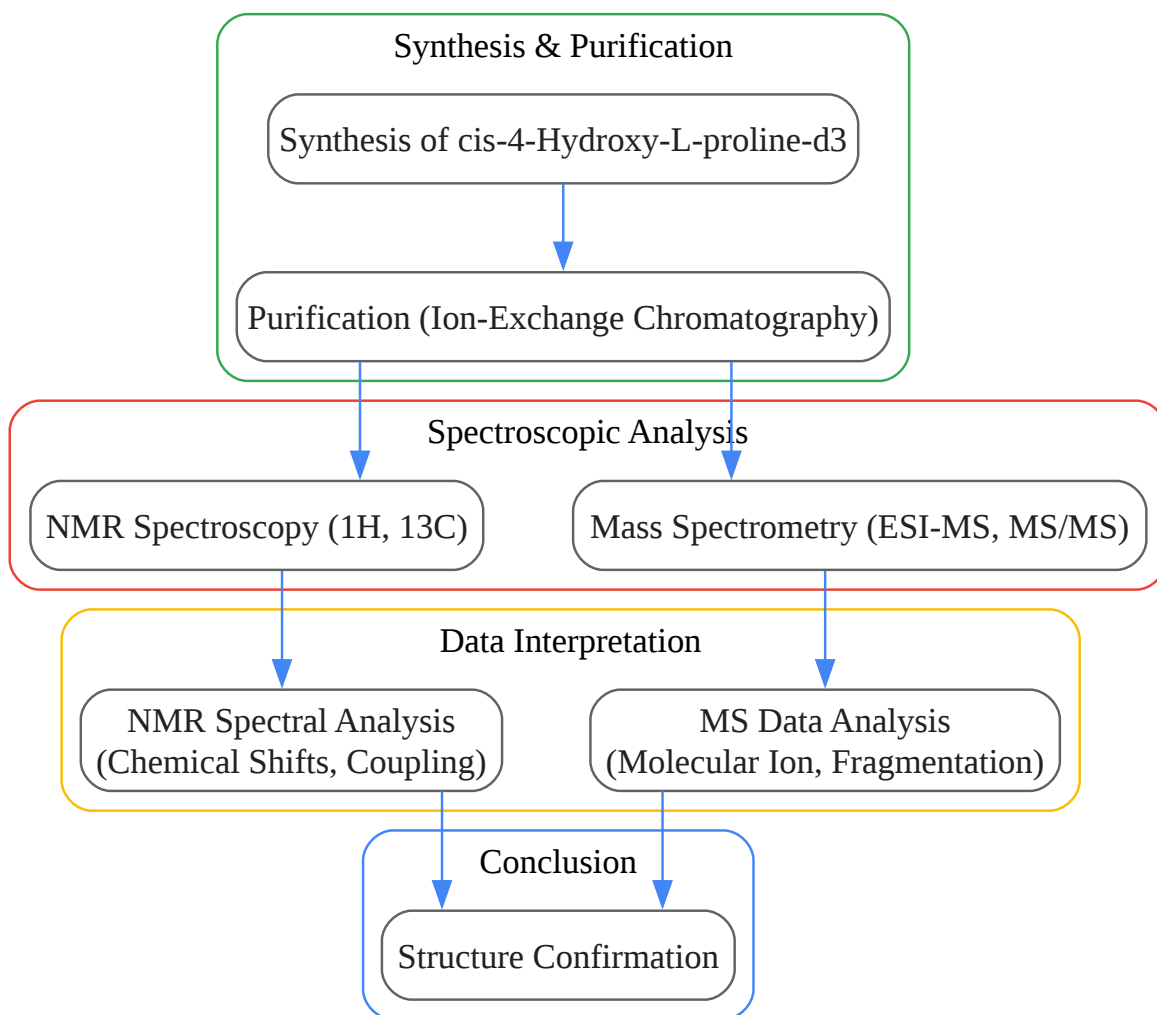 Synthesis & Purification
Synthesis of cis-4-Hydroxy-L-proline-d3
Purification (Ion-Exchange Chromatography)
Spectroscopic Analysis
NMR Spectroscopy (1H, 13C)
Mass Spectrometry (ESI-MS, MS/MS)
Data Interpretation
NMR Spectral Analysis
(Chemical Shifts, Coupling)
MS Data Analysis
(Molecular Ion, Fragmentation)
Conclusion
Structure Confirmation